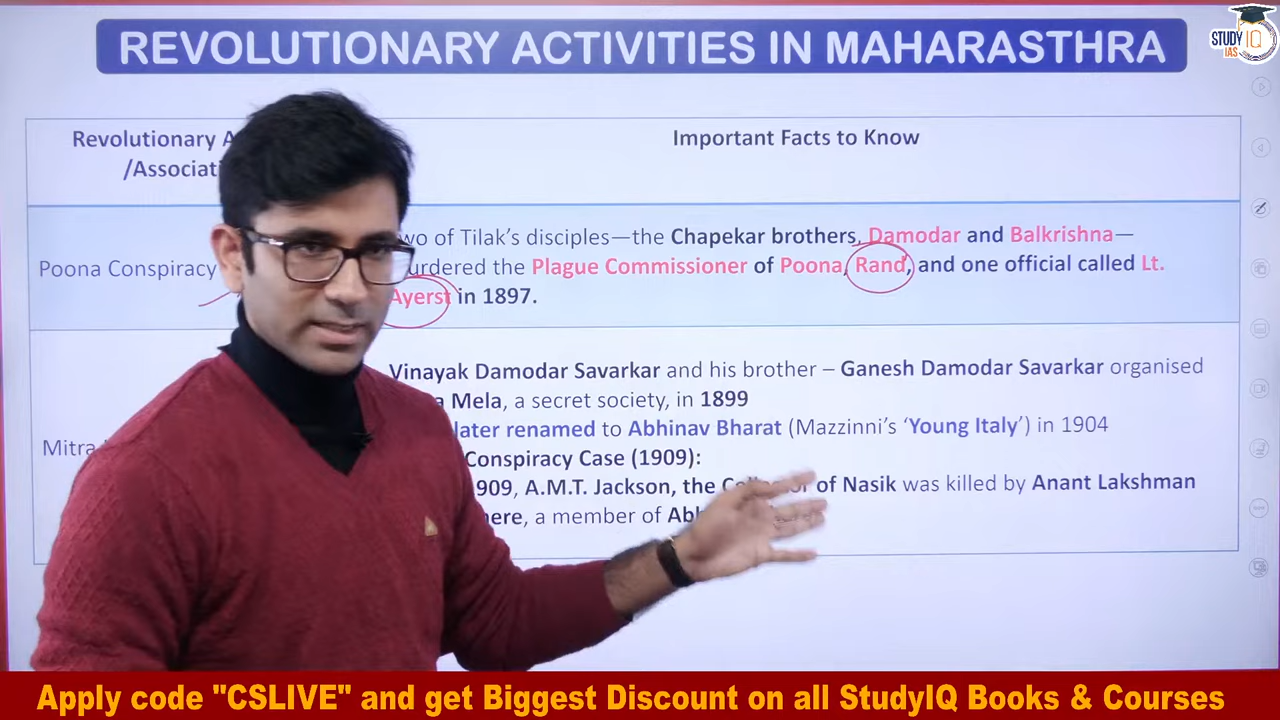 REVOLUTIONARY ACTIVITIES IN MAHARASTHRA
STUDY IQ
IAS
Revolutionary
/Associati
Important Facts to Know
Poona Conspiracy
wo of Tilak's disciples—the Chapekar brothers, Damodar and Balkrishna—
urdered the Plague Commissioner of Poona, Rand, and one official called Lt.
Ayerst in 1897.
Mitra
Vinayak Damodar Savarkar and his brother – Ganesh Damodar Savarkar organised
a Mela, a secret society, in 1899
later renamed to Abhinav Bharat (Mazzinni's 'Young Italy') in 1904
Conspiracy Case (1909):
909, A.M.T. Jackson, the of Nasik was killed by Anant Lakshman
here, a member of
Apply code "CSLIVE" and get Biggest Discount on all StudyIQ Books & Courses